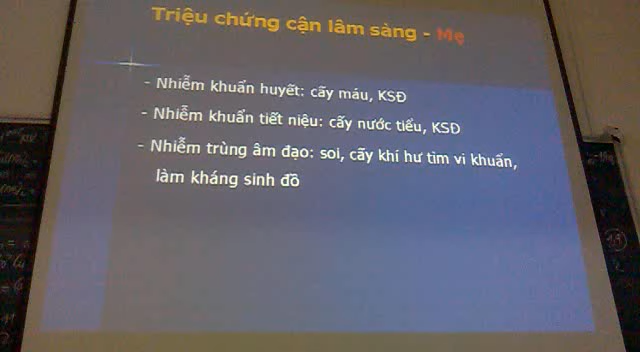 Triệu chứng cận lâm sàng - Mẹ
- Nhiễm khuẩn huyết: cấy máu, KSĐ
- Nhiễm khuẩn tiết niệu: cấy nước tiểu, KSĐ
- Nhiễm trùng âm đạo: soi, cấy khí hư tìm vi khuẩn,
làm kháng sinh đồ